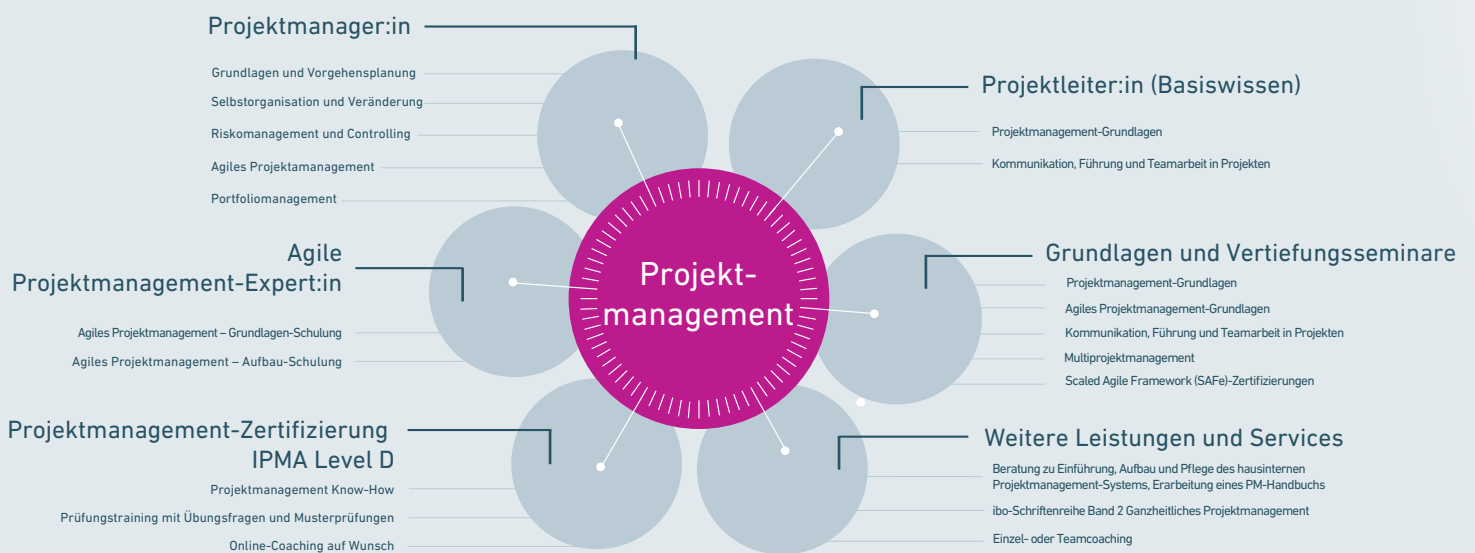 Projektmanager:in
Grundlagen und Vorgehensplanung
Selbstorganisation und Veränderung
Riskomanagement und Controlling
Agiles Projektamanagement
Portfoliomanagement
Agile
Projektmanagement-Expert:in
Agiles Projektmanagement – Grundlagen-Schulung
Agiles Projektmanagement – Aufbau-Schulung
Projektmanagement-Zertifizierung
IPMA Level D
Projektmanagement Know-How
Prüfungstraining mit Übungsfragen und Musterprüfungen
Online-Coaching auf Wunsch
Projekt-
management
Projektleiter:in (Basiswissen)
Projektmanagement-Grundlagen
Kommunikation, Führung und Teamarbeit in Projekten
Grundlagen und Vertiefungsseminare
Projektmanagement-Grundlagen
Agiles Projektmanagement-Grundlagen
Kommunikation, Führung und Teamarbeit in Projekten
Multiprojektmanagement
Scaled Agile Framework (SAFe)-Zertifizierungen
Weitere Leistungen und Services
Beratung zu Einführung, Aufbau und Pflege des hausinternen
Projektmanagement-Systems, Erarbeitung eines PM-Handbuchs
ibo-Schriftenreihe Band 2 Ganzheitliches Projektmanagement
Einzel- oder Teamcoaching